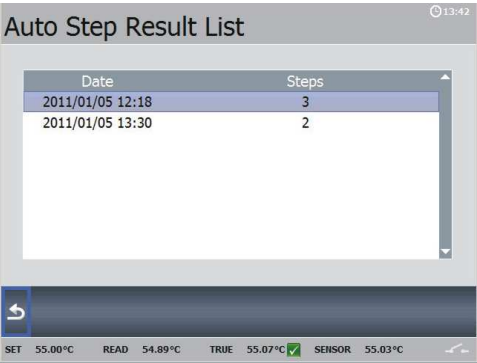 13:42
Auto Step Result List
Date Steps
2011/01/05 12:18 3
2011/01/05 13:30 2
SET 55.00°C READ 54.89°C TRUE 55.07°C SENSOR 55.03°C